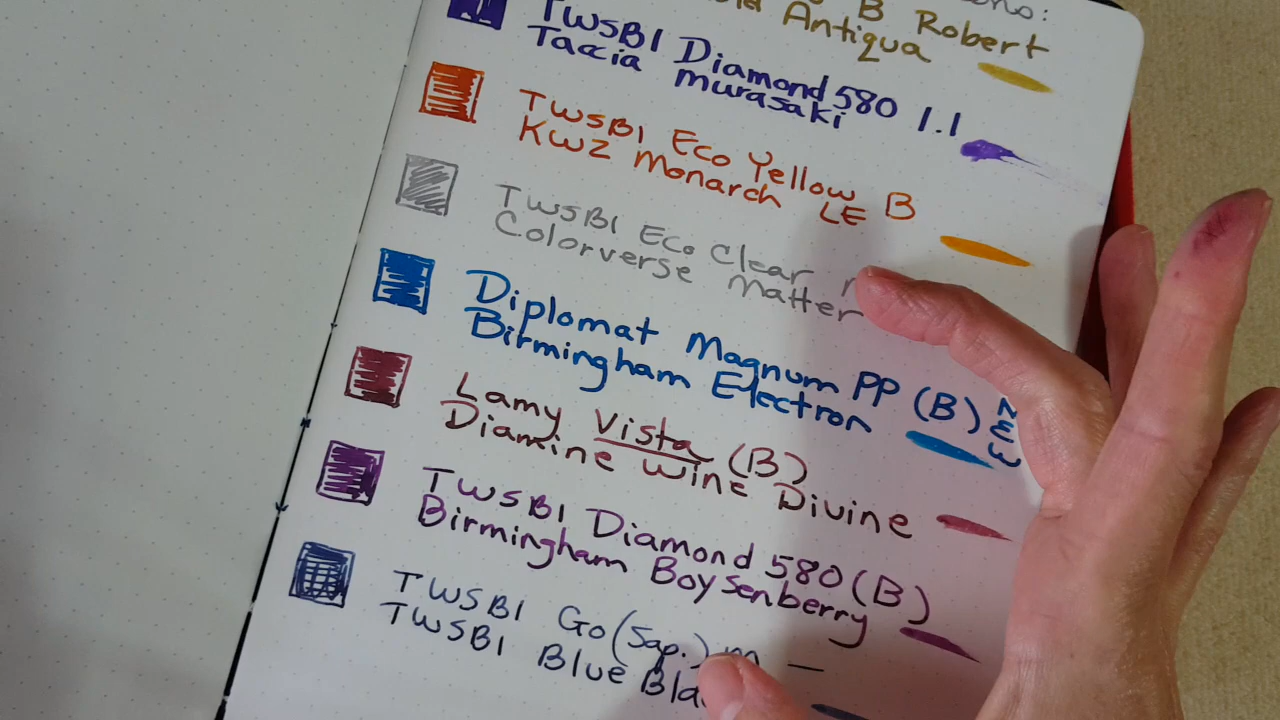 B Robert
Antiqua
TWSBI Diamond 580 1.1
Taccia murasaki
TWSBI Eco Yellow B
KWZ monarch LE
TWSBI Eco Clear
Colorverse Matter
Diplomat Magnum PP (B) NEW
Birmingham Electron
Lamy Vista (B)
Diamine Wine Divine
TWSBI Diamond 580 (B)
Birmingham Boysenberry
TWSBI Go (Sap.) m —
TWSBI Blue